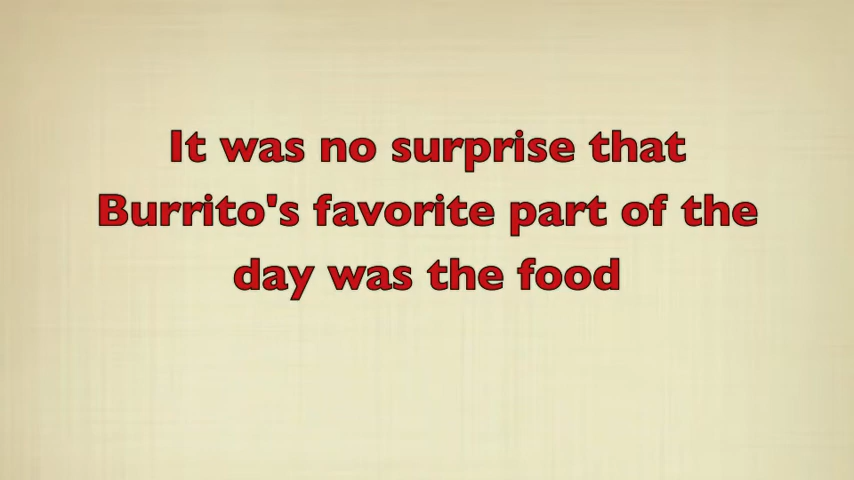 It was no surprise that
Burrito's favorite part of the
day was the food